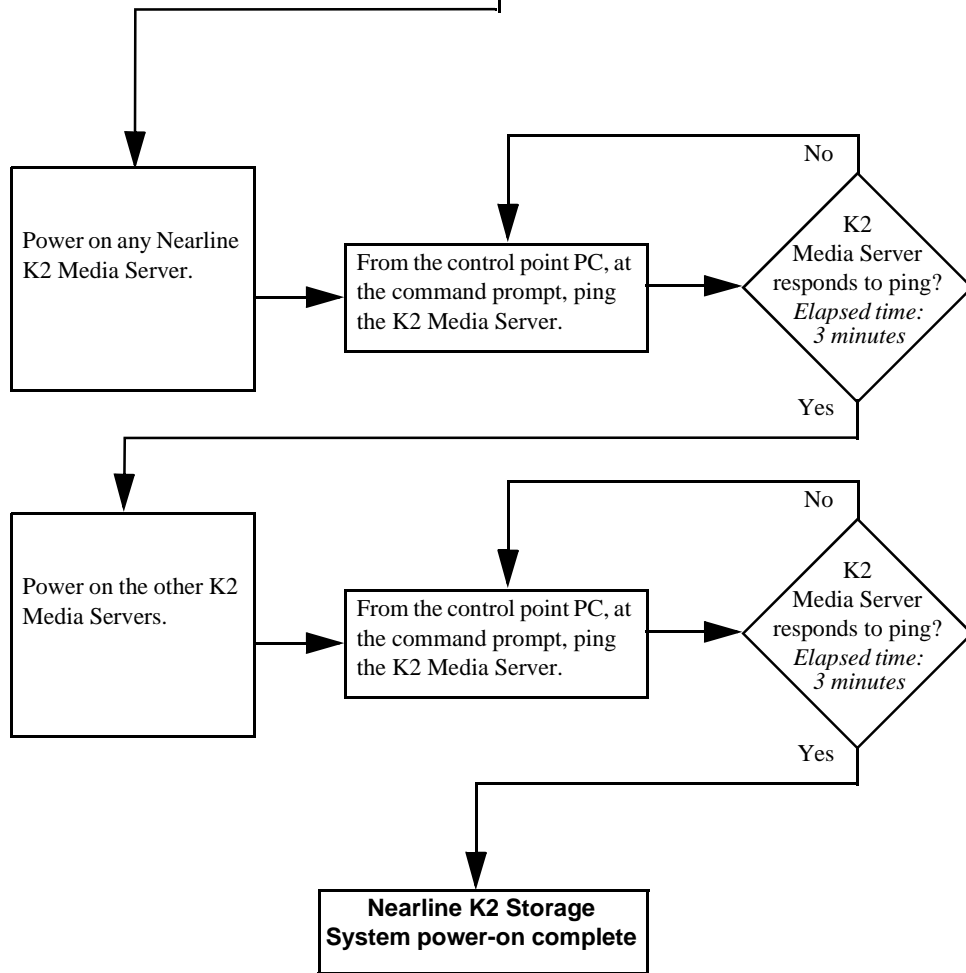 Power on any Nearline
K2 Media Server.
From the control point PC, at
the command prompt, ping
the K2 Media Server.
No
K2
Media Server
responds to ping?
Elapsed time:
3 minutes
Yes
Power on the other K2
Media Servers.
From the control point PC, at
the command prompt, ping
the K2 Media Server.
No
K2
Media Server
responds to ping?
Elapsed time:
3 minutes
Yes
Nearline K2 Storage
System power-on complete